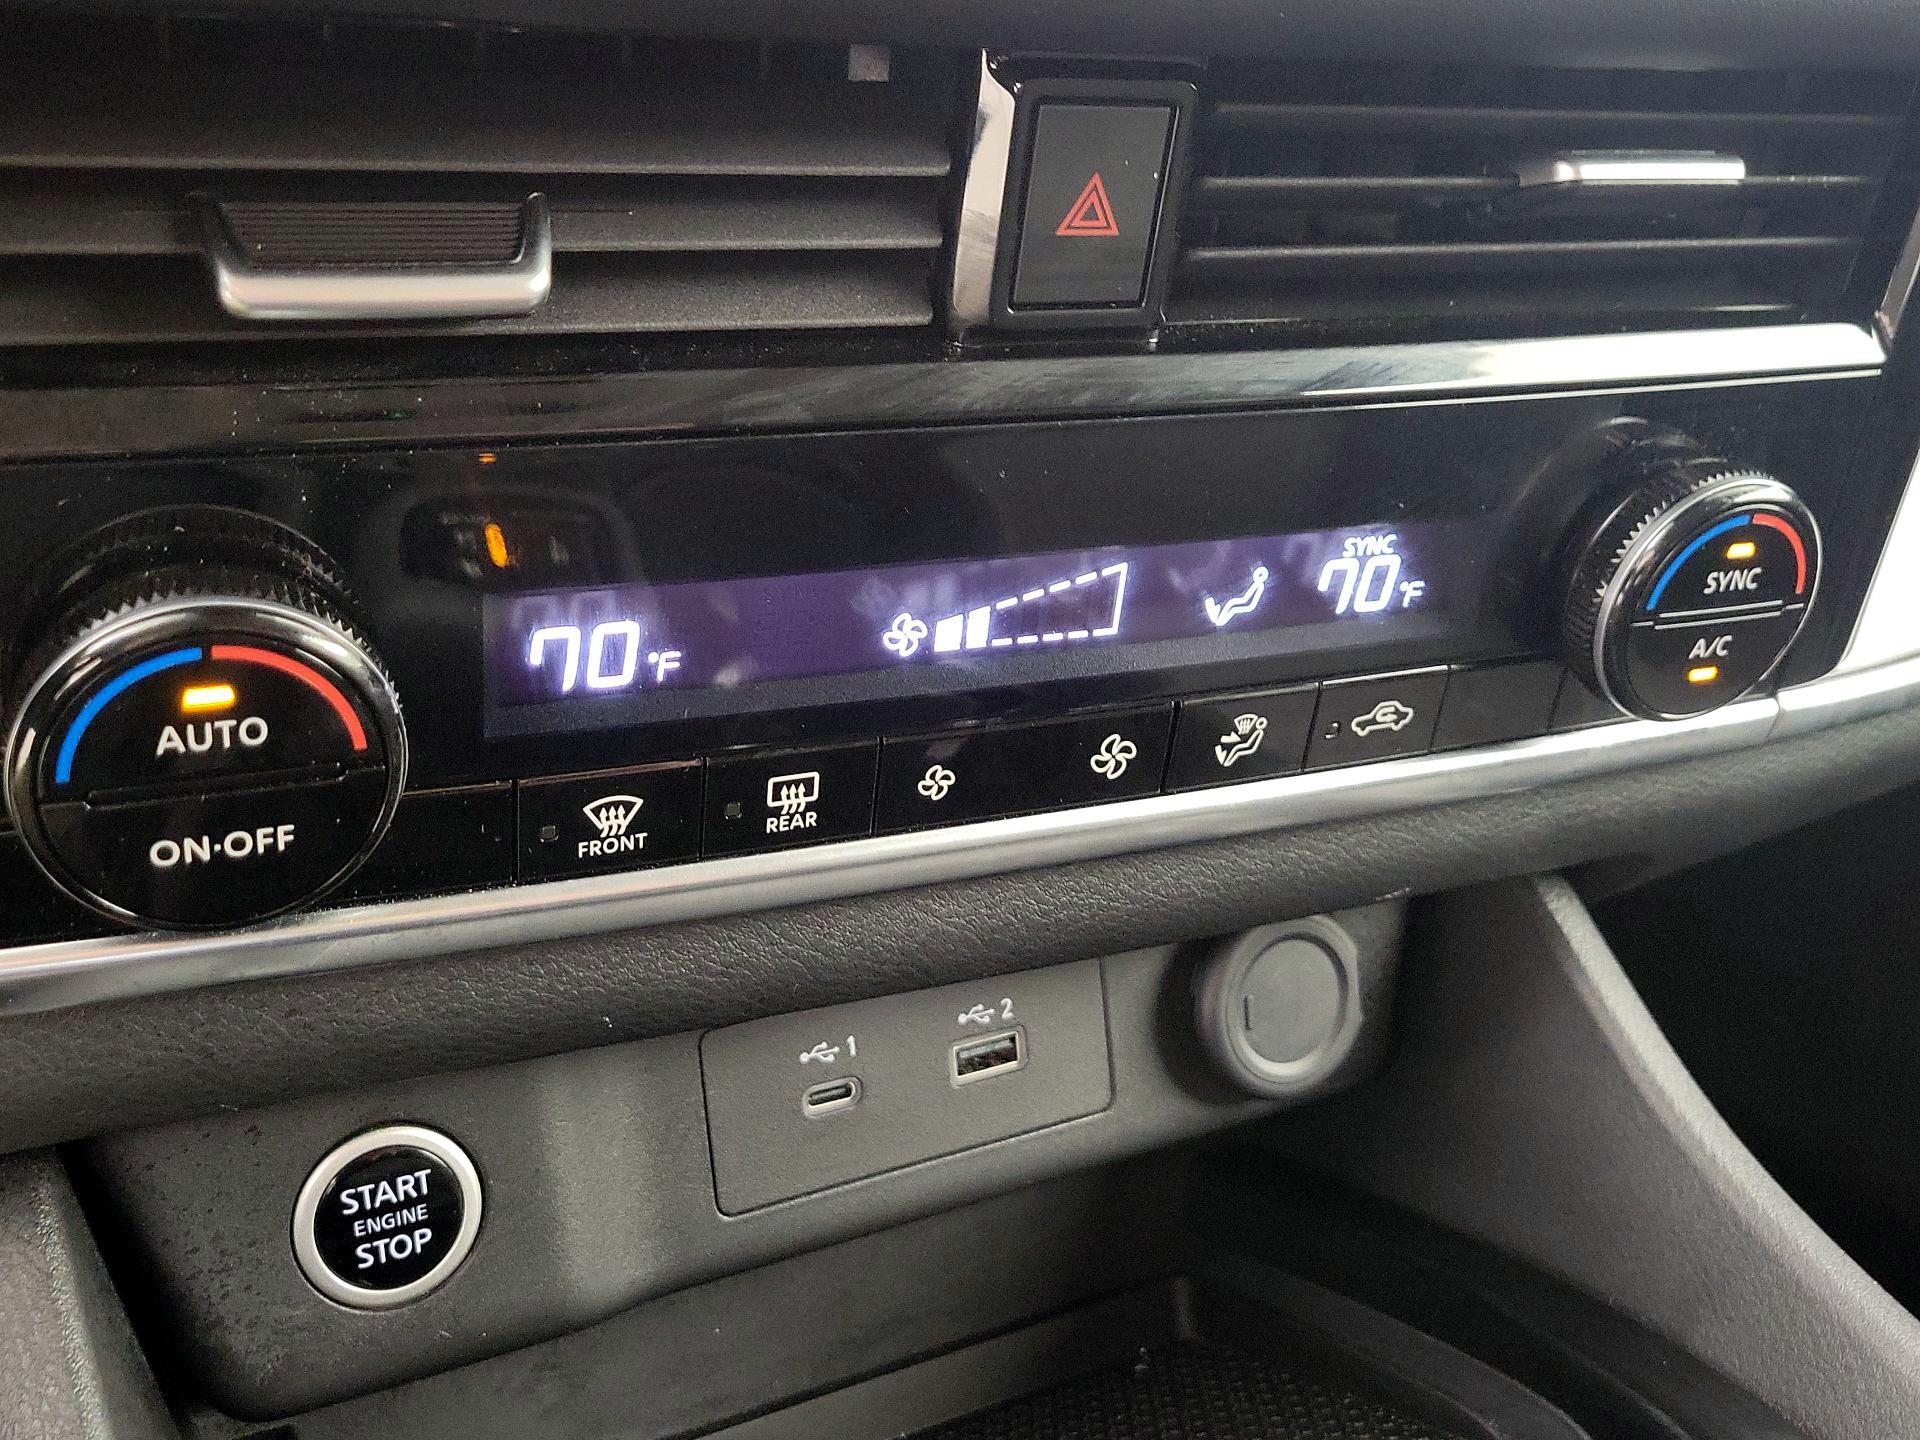 SYNC
70°F
70°F
SYNC
A/C
AUTO
ON·OFF
FRONT
REAR
1
2
START
ENGINE
STOP